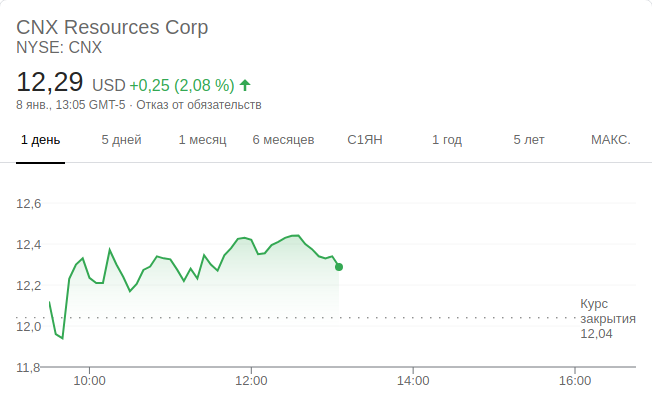 CNX Resources Corp
NYSE: CNX
12,29 USD +0,25 (2,08 %)
8 янв., 13:05 GMT-5 · Отказ от обязательств
1 день 5 дней 1 месяц 6 месяцев С1ЯН 1 год 5 лет МАКС.
12,6
12,4
12,2
12,0
11,8
Курс
закрытия
12,04
10:00 12:00 14:00 16:00